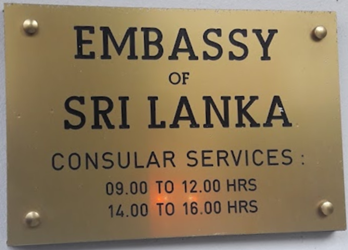 EMBASSY
OF
SRI LANKA
CONSULAR SERVICES :
09.00 TO 12.00 HRS
14.00 TO 16.00 HRS